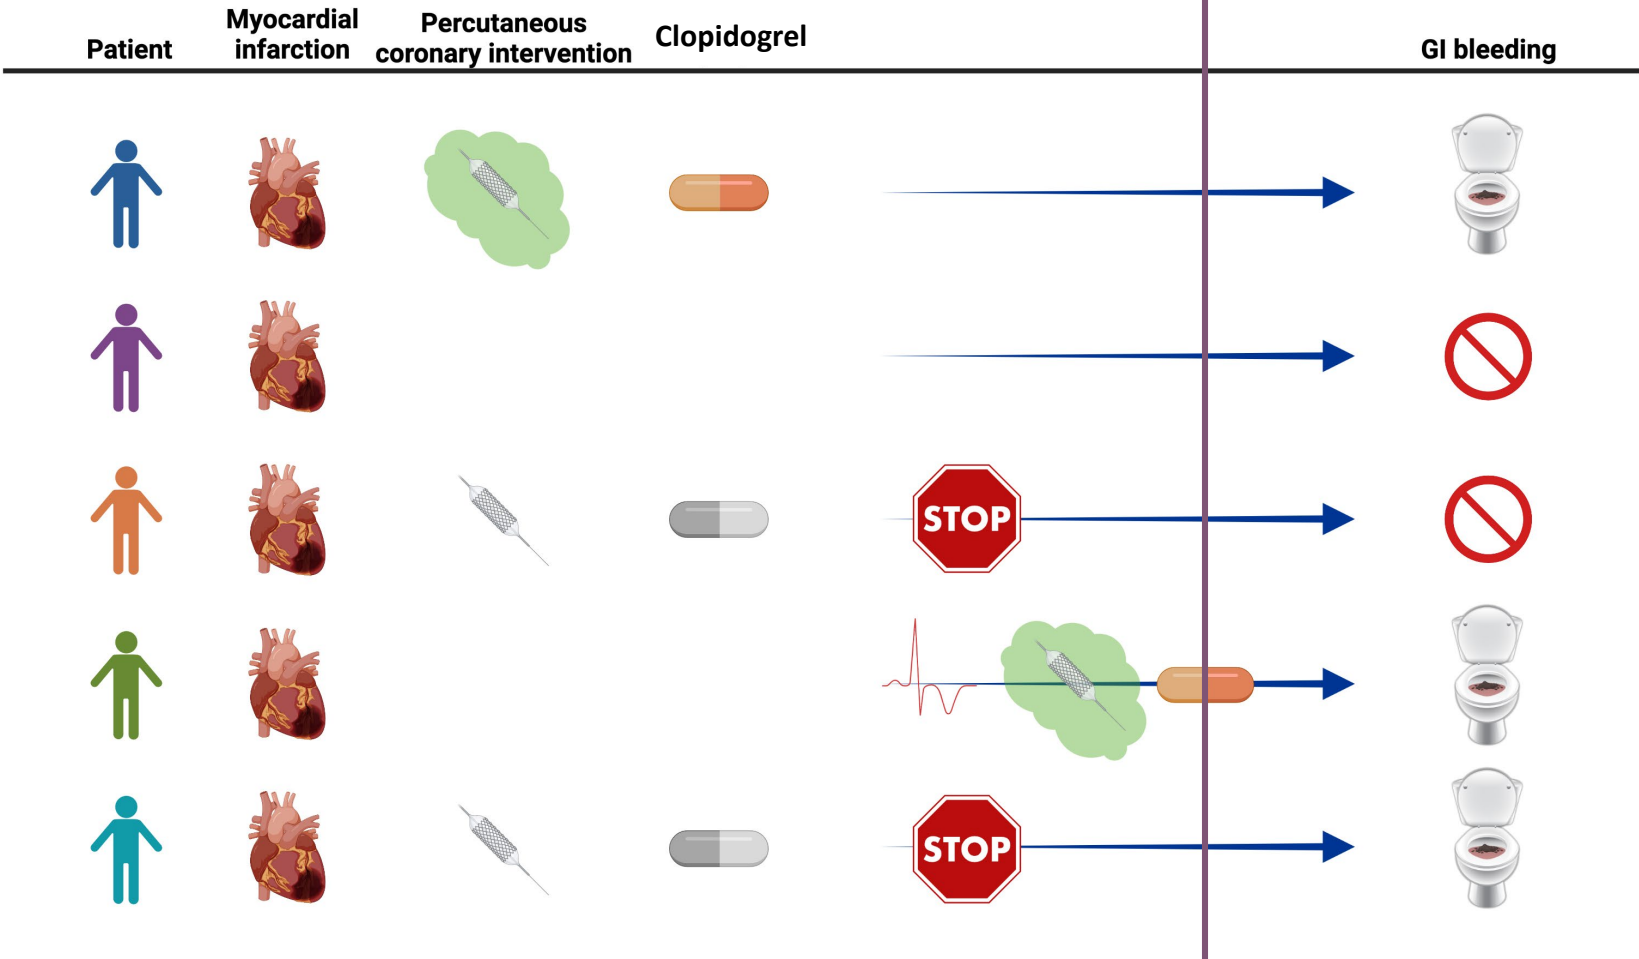 Patient
Myocardial
infarction
Percutaneous
coronary intervention
Clopidogrel
GI bleeding
STOP
STOP